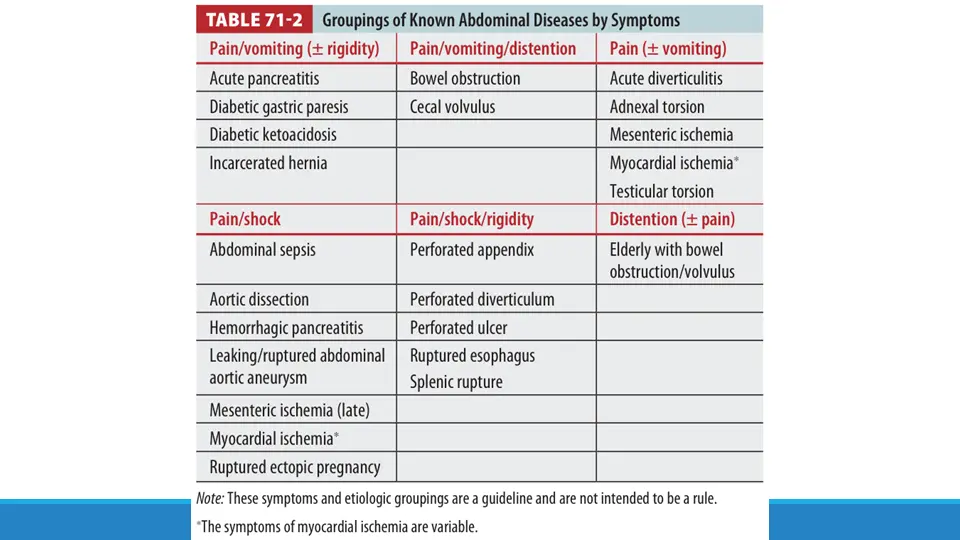 TABLE 71-2 Groupings of Known Abdominal Diseases by Symptoms
Pain/vomiting (± rigidity) Pain/vomiting/distention Pain (± vomiting)
Acute pancreatitis Bowel obstruction Acute diverticulitis
Diabetic gastric paresis Cecal volvulus Adnexal torsion
Diabetic ketoacidosis Mesenteric ischemia
Incarcerated hernia Myocardial ischemia*
Testicular torsion
Pain/shock Pain/shock/rigidity Distention (± pain)
Abdominal sepsis Perforated appendix Elderly with bowel
obstruction/volvulus
Aortic dissection Perforated diverticulum
Hemorrhagic pancreatitis Perforated ulcer
Leaking/ruptured abdominal Ruptured esophagus
aortic aneurysm Splenic rupture
Mesenteric ischemia (late)
Myocardial ischemia*
Ruptured ectopic pregnancy
Note: These symptoms and etiologic groupings are a guideline and are not intended to be a rule.
*The symptoms of myocardial ischemia are variable.